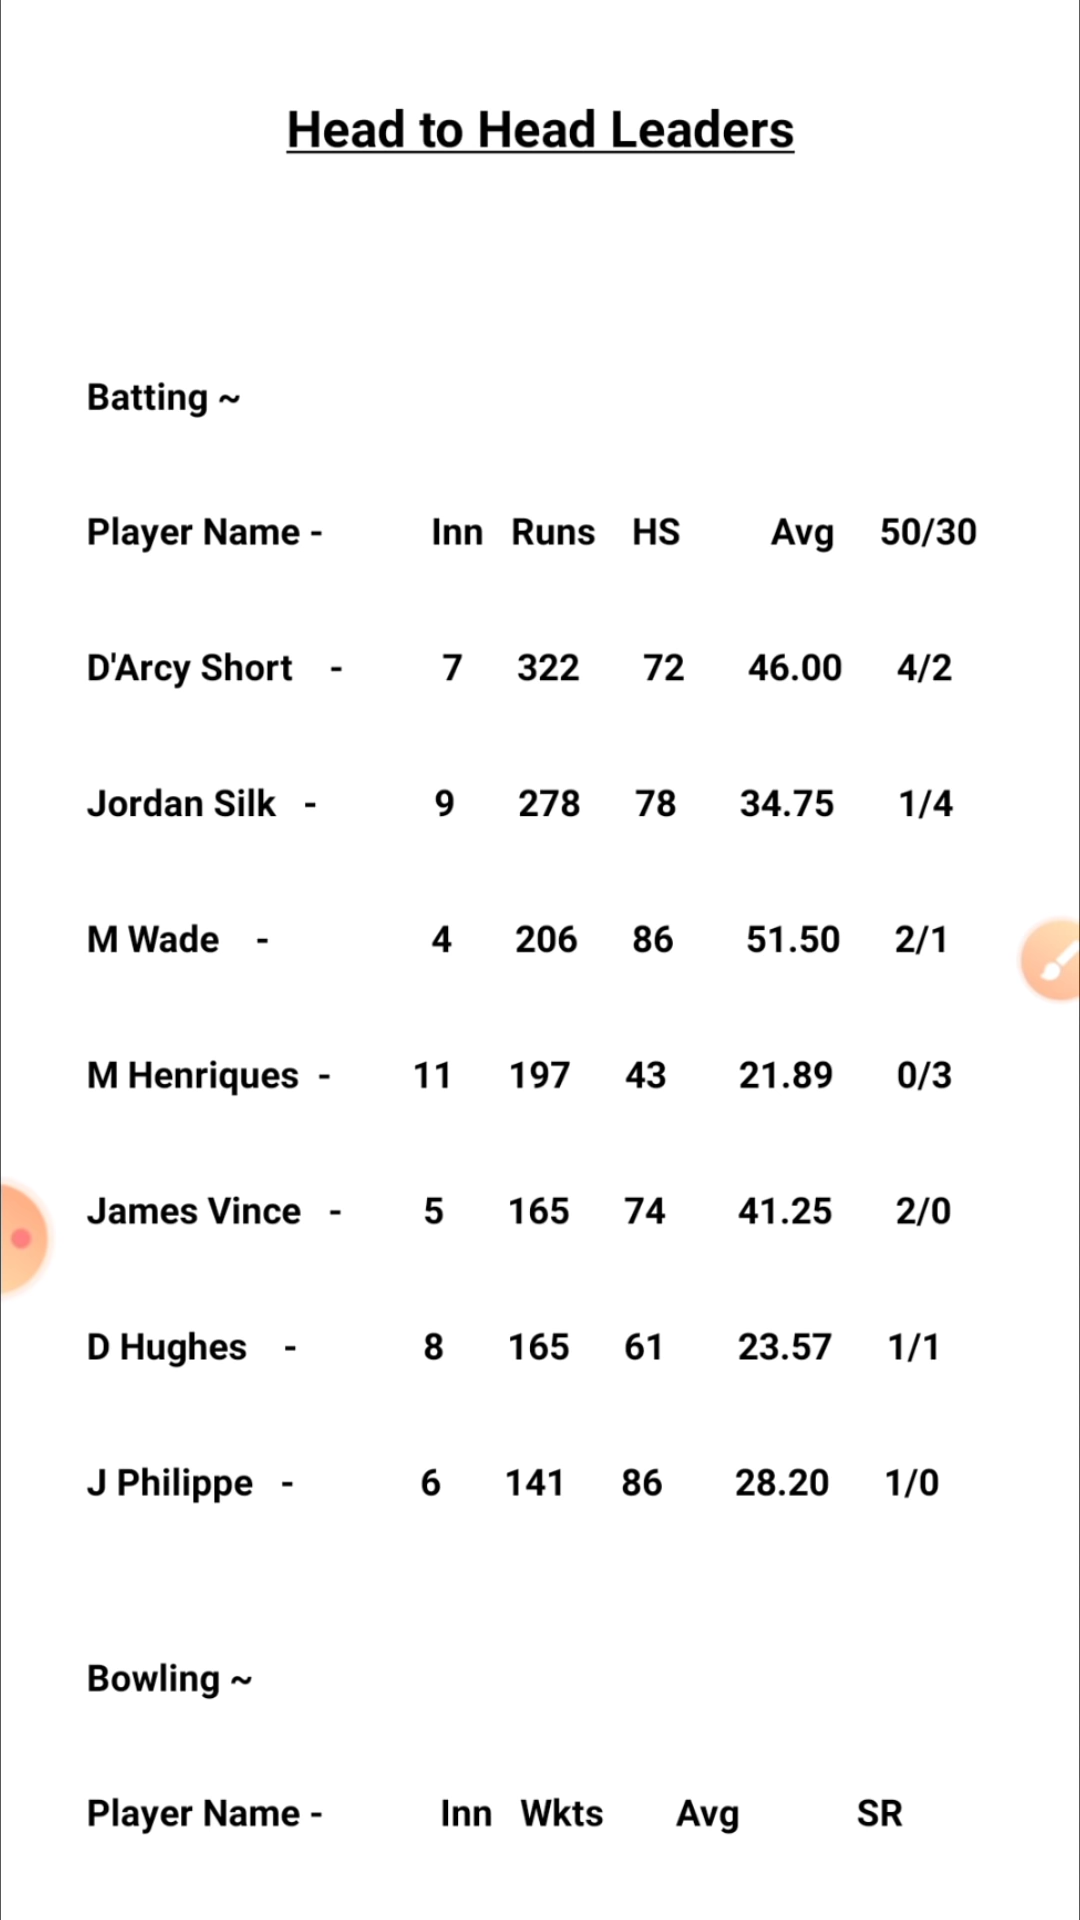 Head to Head Leaders
Batting ~
Player Name - Inn Runs HS Avg 50/30
D'Arcy Short - 7 322 72 46.00 4/2
Jordan Silk - 9 278 78 34.75 1/4
M Wade - 4 206 86 51.50 2/1
M Henriques - 11 197 43 21.89 0/3
James Vince - 5 165 74 41.25 2/0
D Hughes - 8 165 61 23.57 1/1
J Philippe - 6 141 86 28.20 1/0
Bowling ~
Player Name - Inn Wkts Avg SR